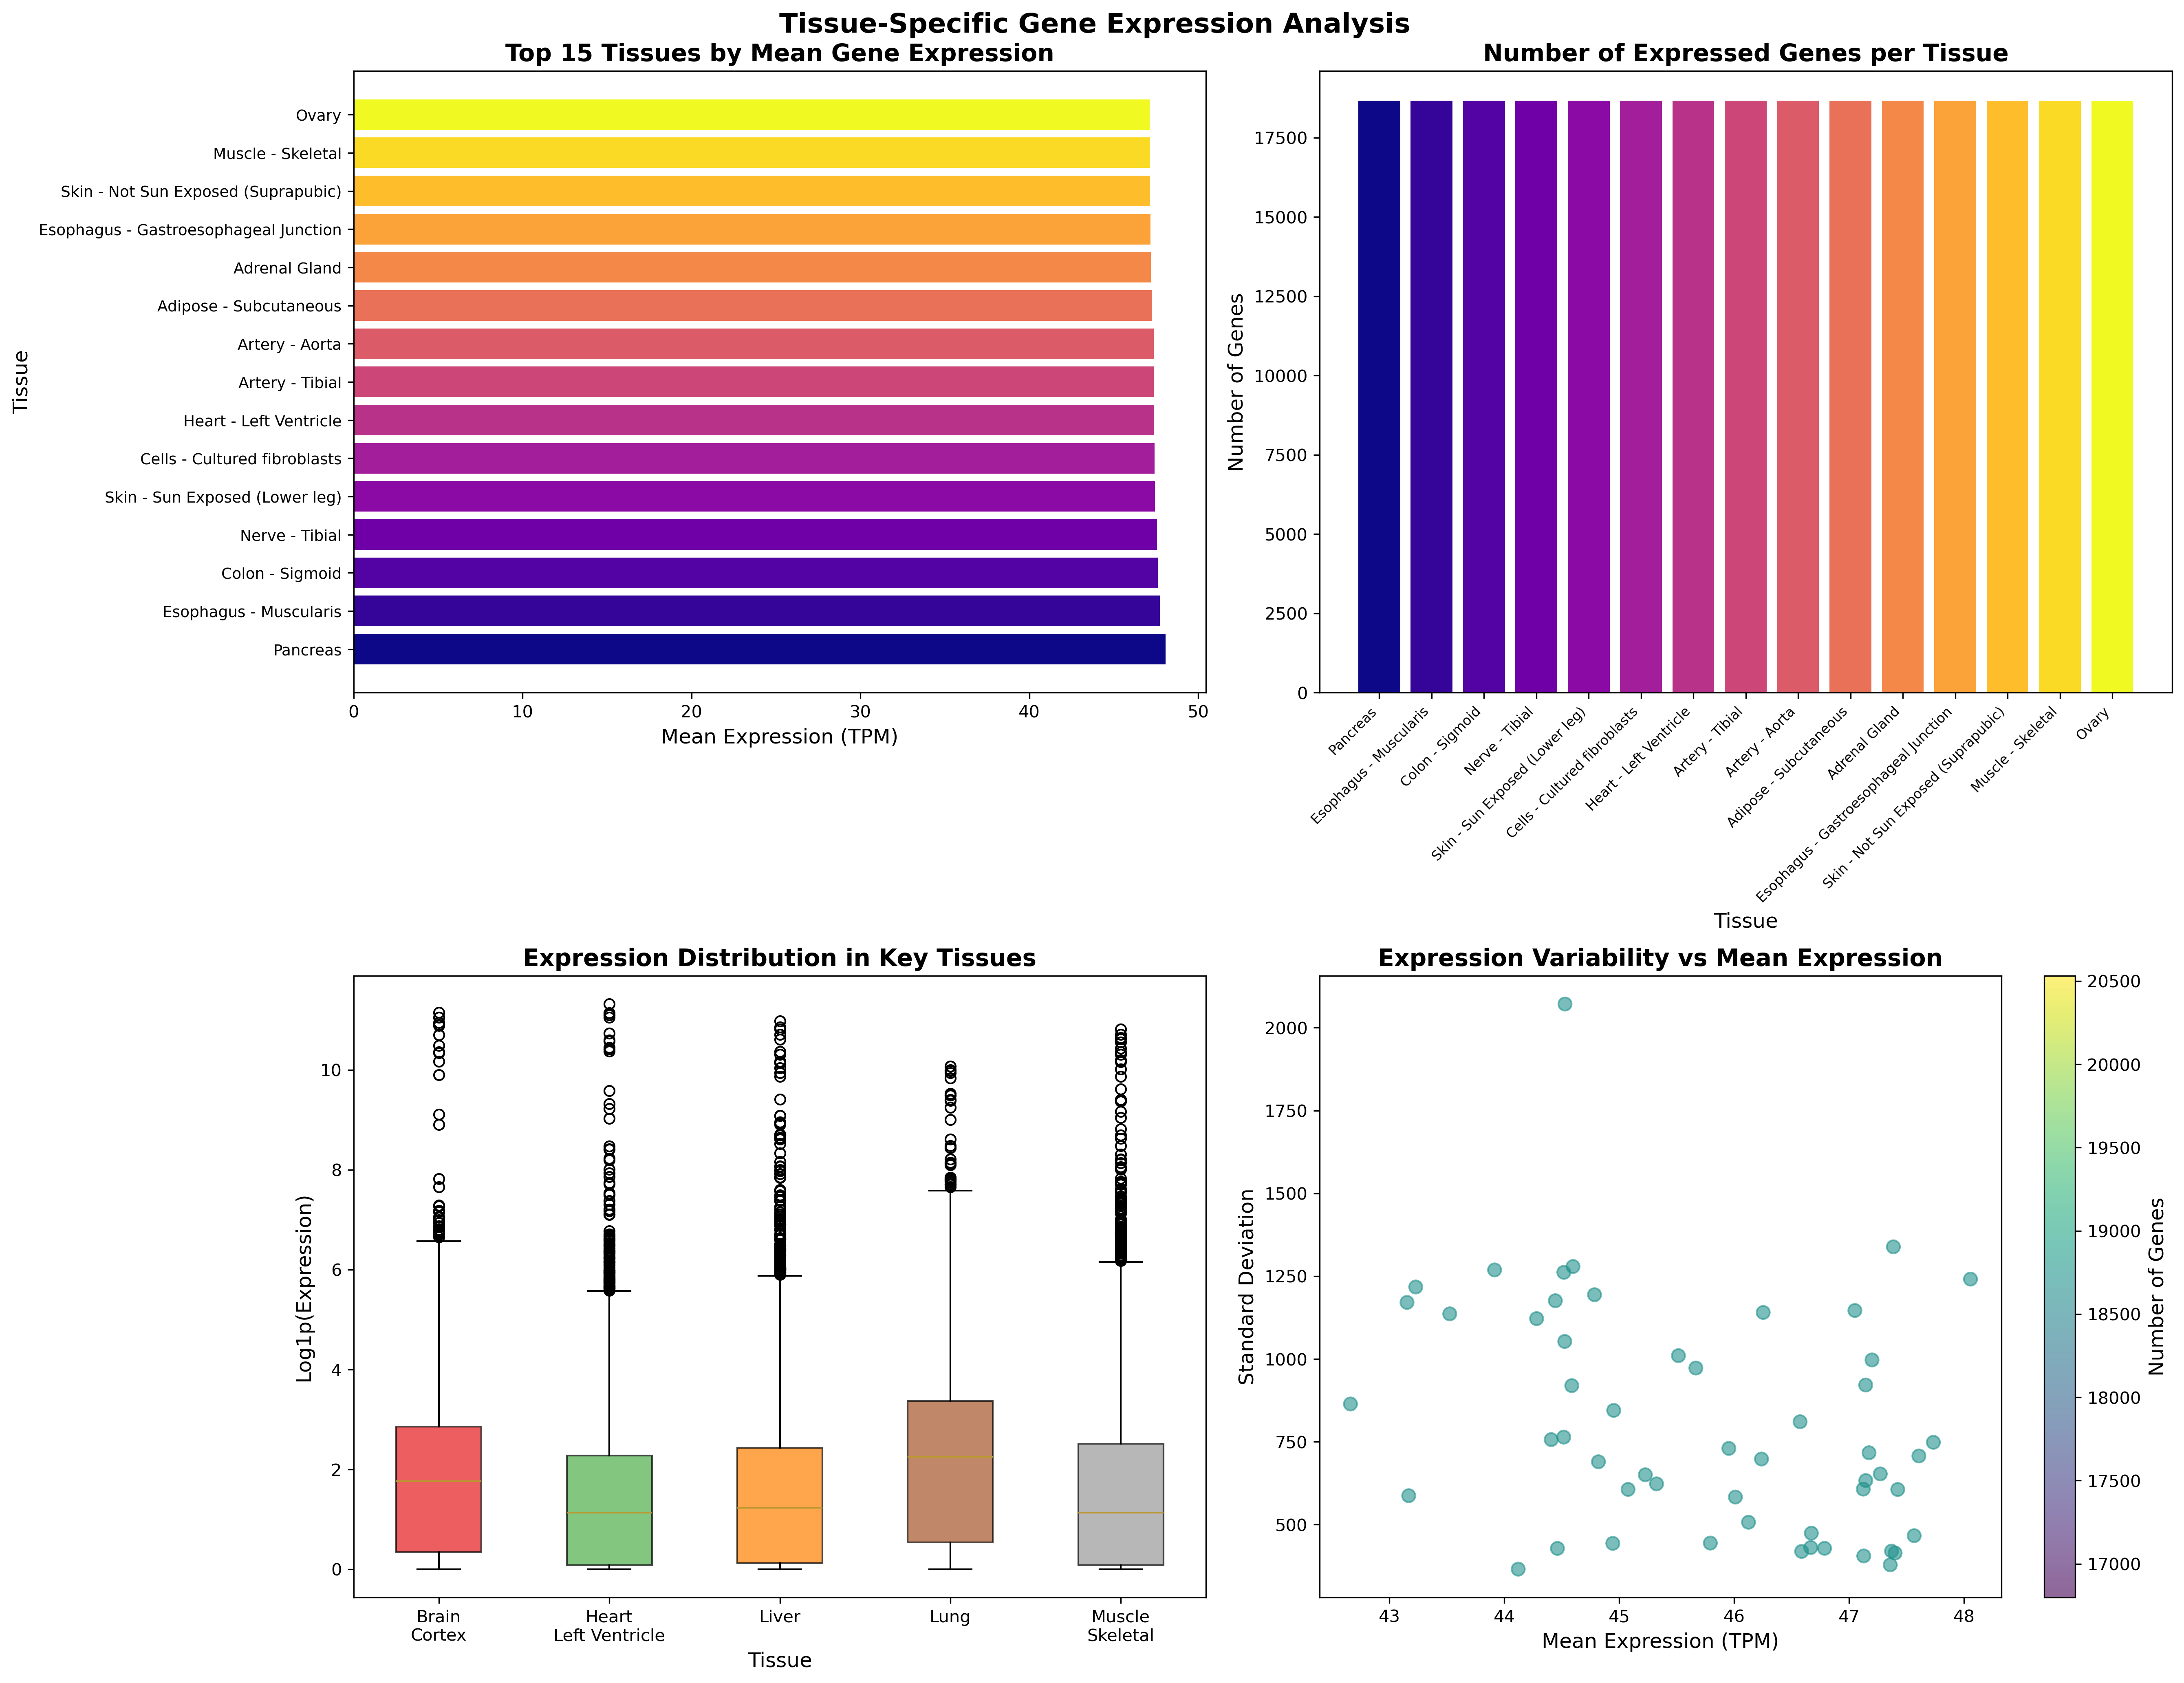 Tissue-Specific Gene Expression Analysis
Top 15 Tissues by Mean Gene Expression
Tissue
Ovary
Muscle - Skeletal
Skin - Not Sun Exposed (Suprapubic)
Esophagus - Gastroesophageal Junction
Adrenal Gland
Adipose - Subcutaneous
Artery - Aorta
Artery - Tibial
Heart - Left Ventricle
Cells - Cultured fibroblasts
Skin - Sun Exposed (Lower leg)
Nerve - Tibial
Colon - Sigmoid
Esophagus - Muscularis
Pancreas
0 10 20 30 40 50
Mean Expression (TPM)
Number of Expressed Genes per Tissue
Number of Genes
17500
15000
12500
10000
7500
5000
2500
0
Pancreas
Esophagus - Muscularis
Colon - Sigmoid
Nerve - Tibial
Skin - Sun Exposed (Lower leg)
Cells - Cultured fibroblasts
Heart - Left Ventricle
Artery - Tibial
Artery - Aorta
Adipose - Subcutaneous
Adrenal Gland
Esophagus - Gastroesophageal Junction
Skin - Not Sun Exposed (Suprapubic)
Muscle - Skeletal
Ovary
Tissue
Expression Distribution in Key Tissues
Log1p(Expression)
10
8
6
4
2
0
Brain
Cortex
Heart
Left Ventricle
Liver
Lung
Muscle
Skeletal
Tissue
Expression Variability vs Mean Expression
Standard Deviation
2000
1750
1500
1250
1000
750
500
43 44 45 46 47 48
Mean Expression (TPM)
20500
20000
19500
19000
18500
18000
17500
17000
Number of Genes